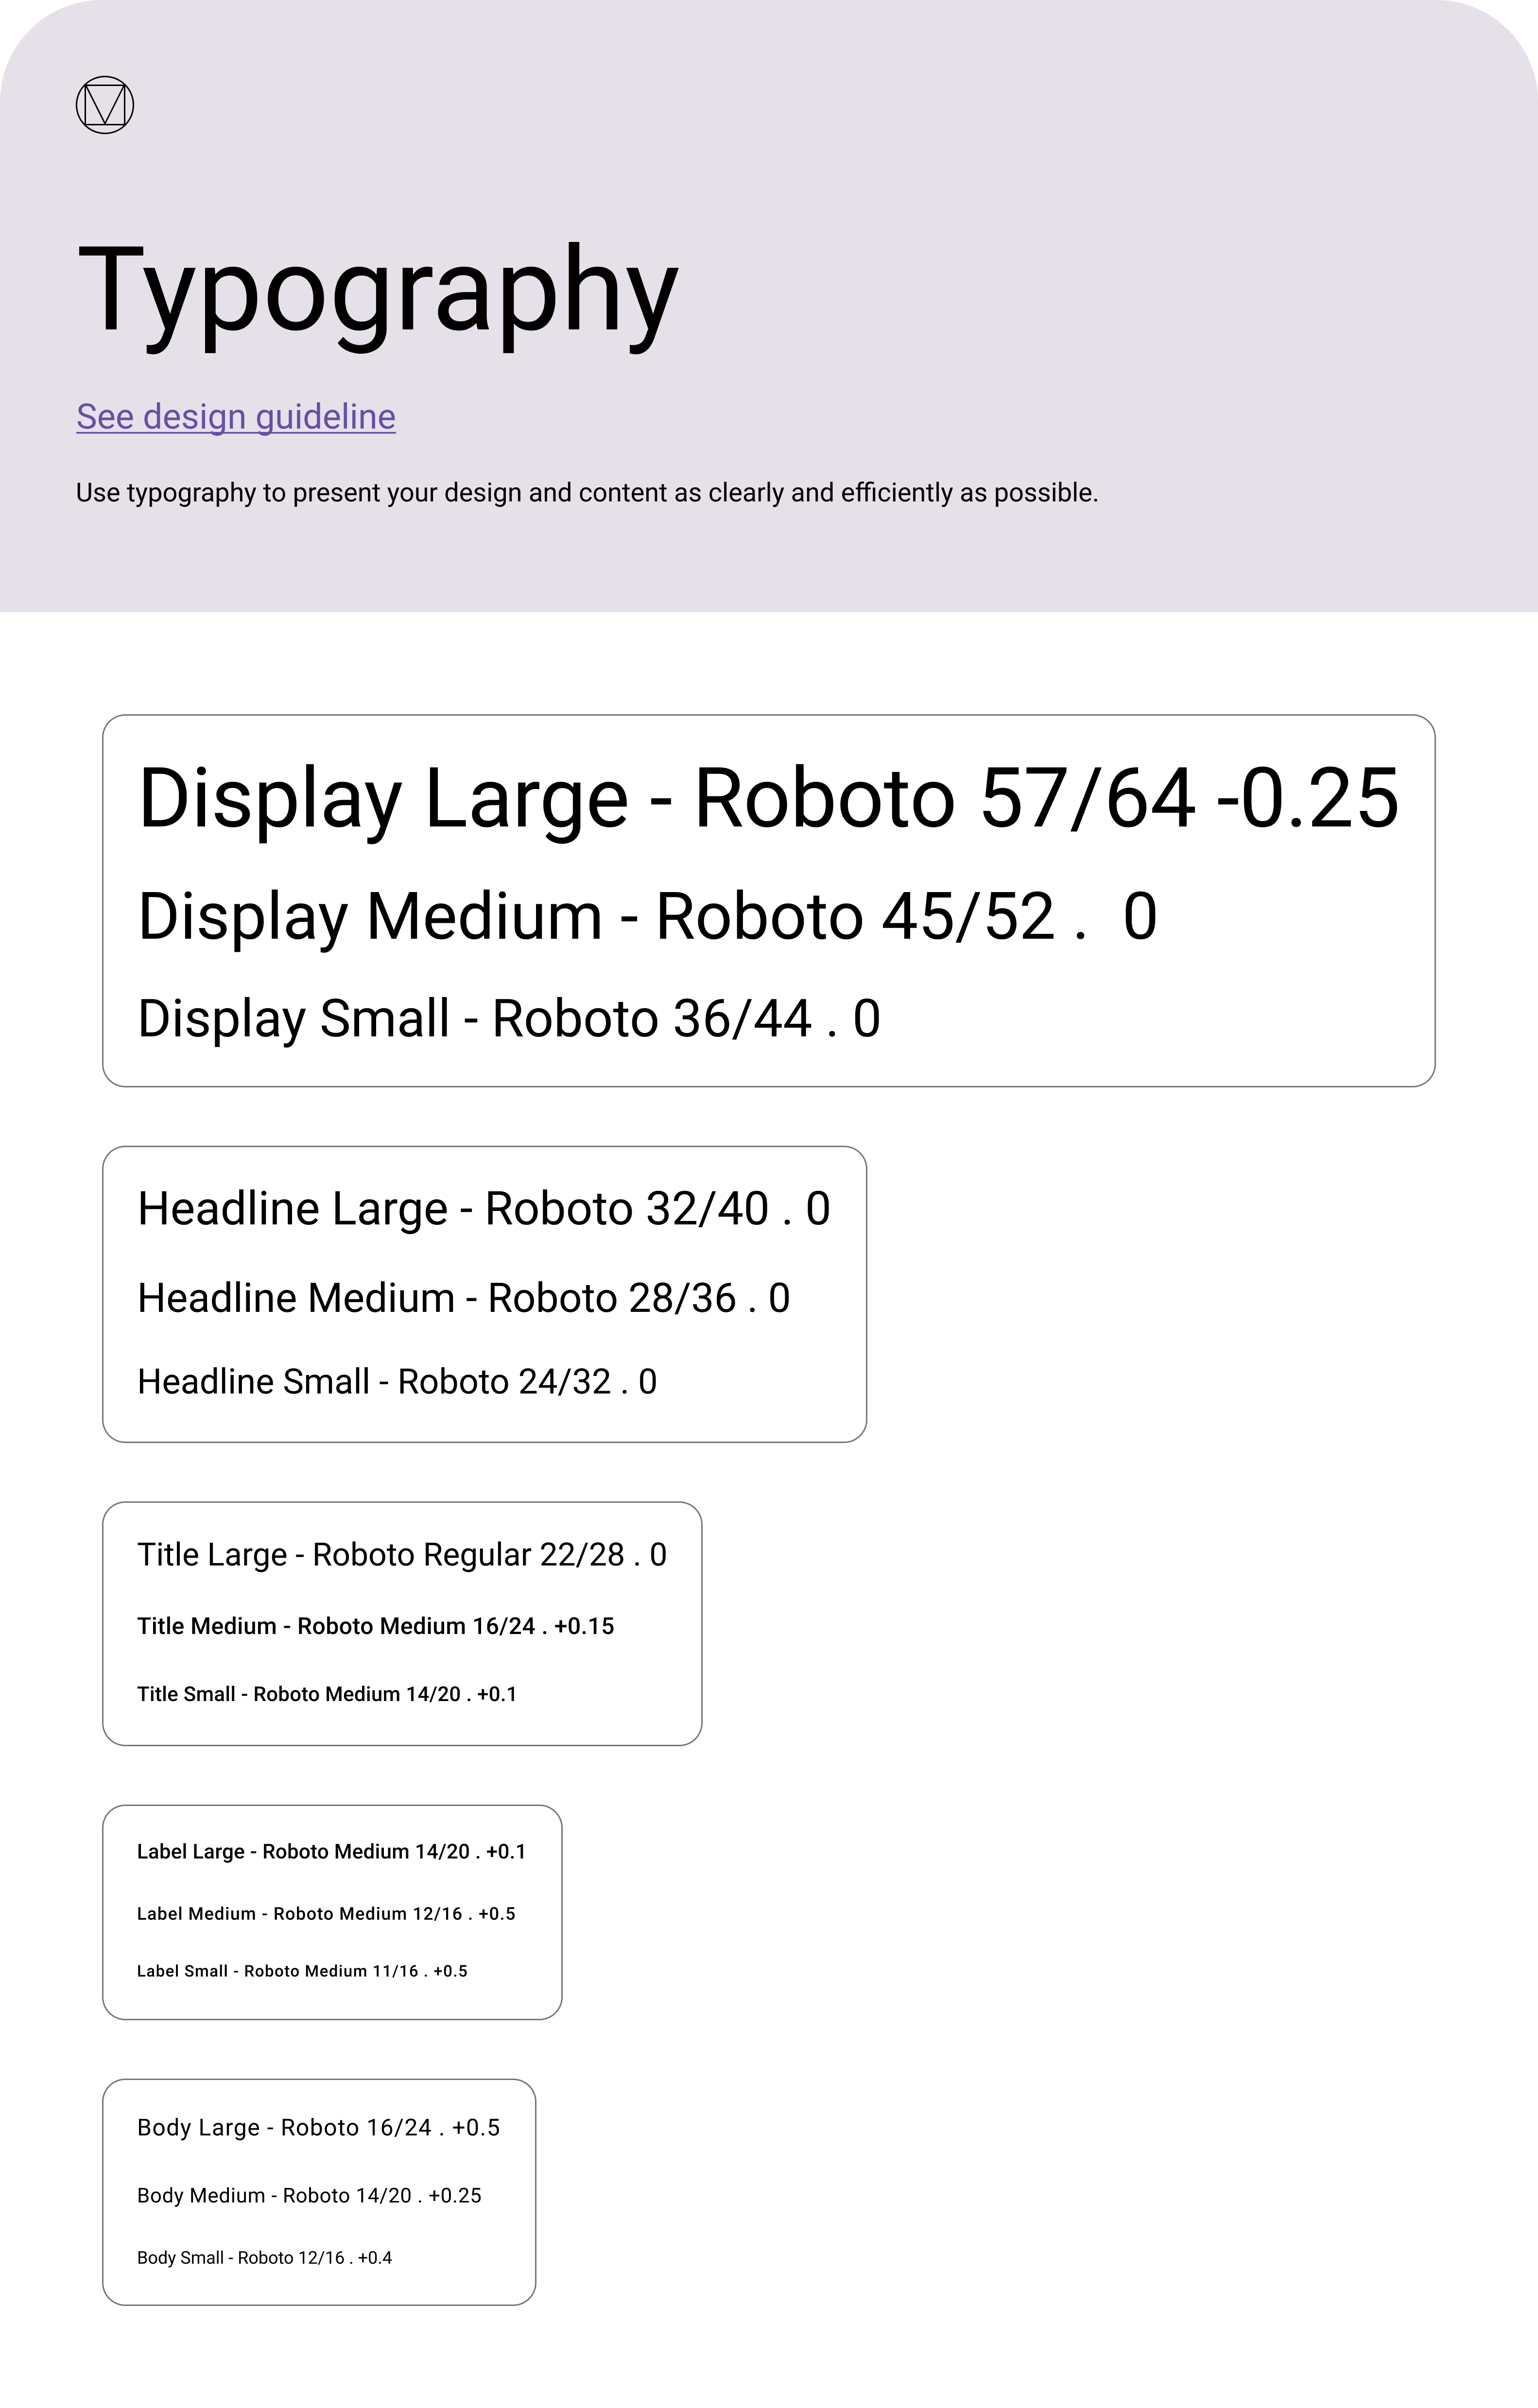 Typography
See design guideline
Use typography to present your design and content as clearly and efficiently as possible.
Display Large - Roboto 57/64 -0.25
Display Medium - Roboto 45/52 .  0
Display Small - Roboto 36/44 . 0
Headline Large - Roboto 32/40 . 0
Headline Medium - Roboto 28/36 . 0
Headline Small - Roboto 24/32 . 0
Title Large - Roboto Regular 22/28 . 0
Title Medium - Roboto Medium 16/24 . +0.15
Title Small - Roboto Medium 14/20 . +0.1
Label Large - Roboto Medium 14/20 . +0.1
Label Medium - Roboto Medium 12/16 . +0.5
Label Small - Roboto Medium 11/16 . +0.5
Body Large - Roboto 16/24 . +0.5
Body Medium - Roboto 14/20 . +0.25
Body Small - Roboto 12/16 . +0.4